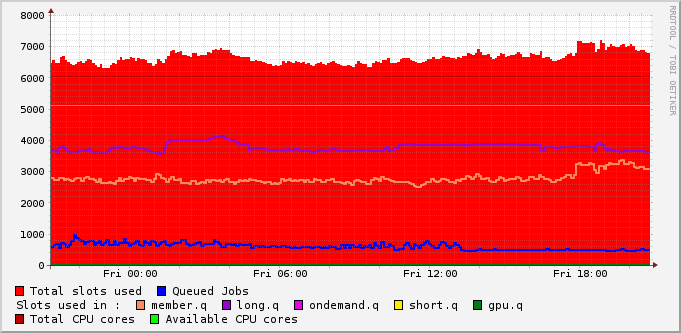 8000
7000
6000
5000
4000
3000
2000
1000
0
Fri 00:00 Fri 06:00 Fri 12:00 Fri 18:00
RRDTOOL / TOBI OETIKER
Total slots used Queued Jobs
Slots used in : member.q long.q ondemand.q short.q gpu.q
Total CPU cores Available CPU cores